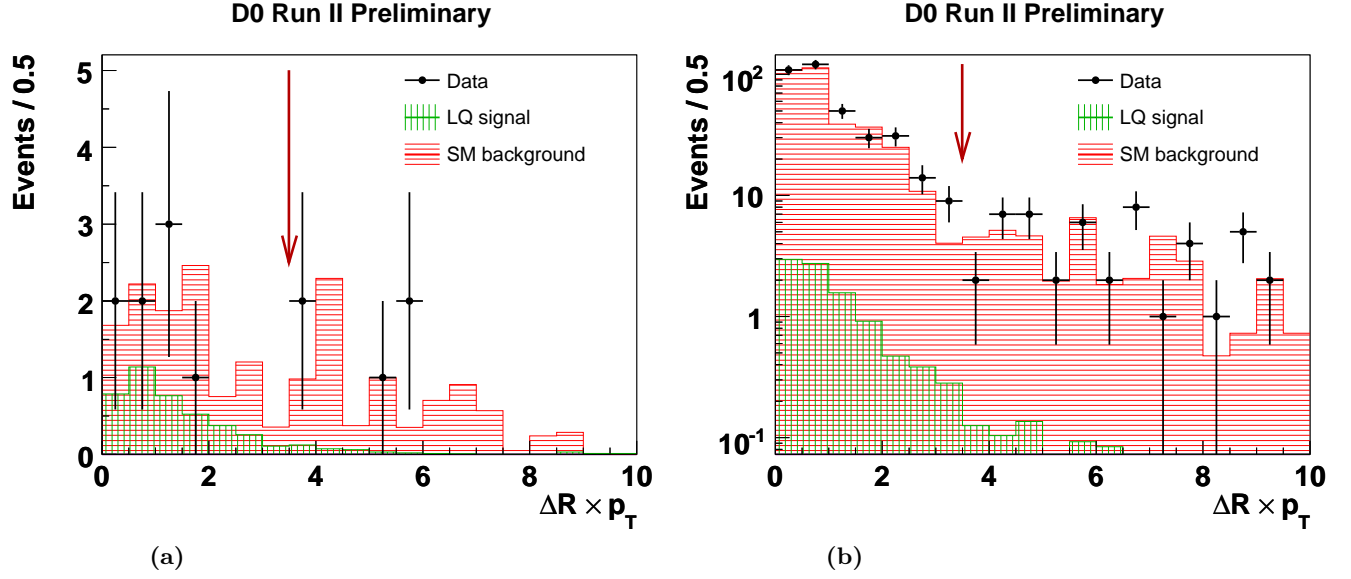 D0 Run II Preliminary
Events / 0.5
5
4
3
2
1
0
0 2 4 6 8 10
ΔR × p_T
Data
LQ signal
SM background
(a)
D0 Run II Preliminary
Events / 0.5
10^2
10
1
10^-1
0 2 4 6 8 10
ΔR × p_T
Data
LQ signal
SM background
(b)